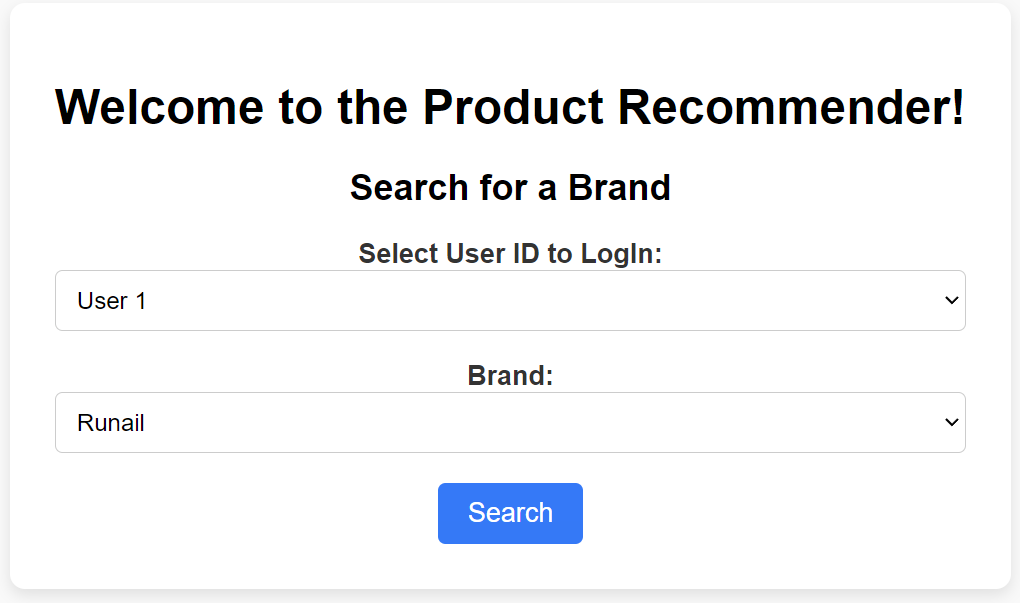 Welcome to the Product Recommender!
Search for a Brand
Select User ID to LogIn:
User 1
Brand:
Runail
Search